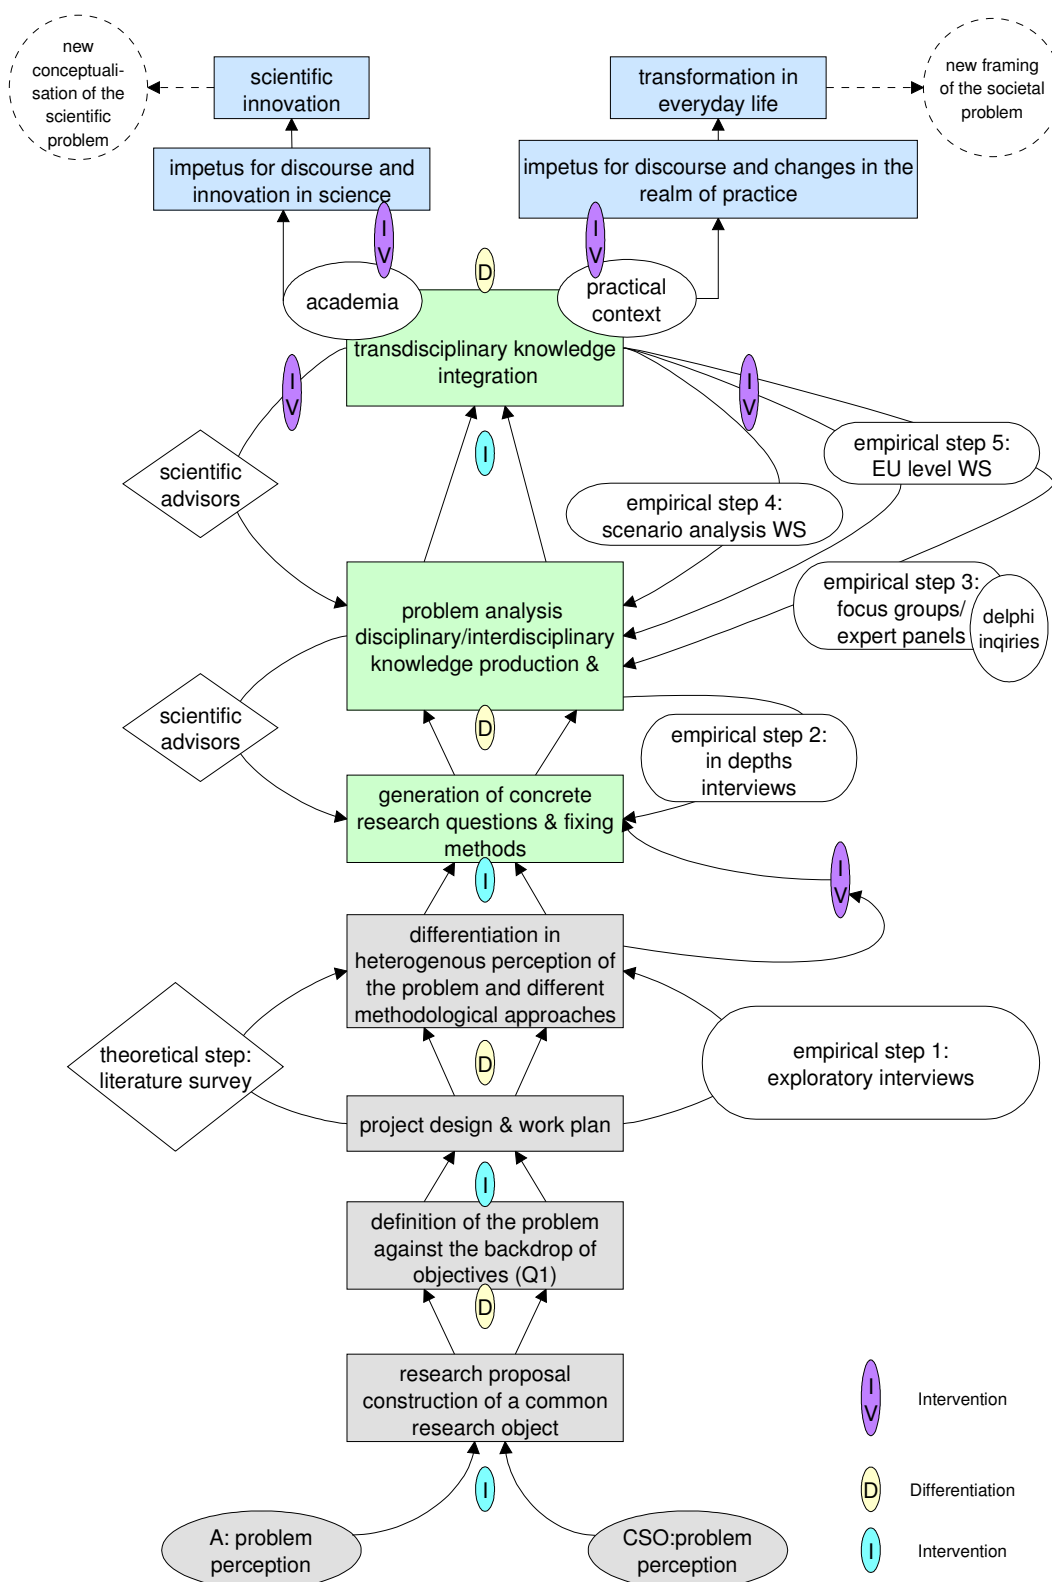 new
conceptuali-
sation of the
scientific
problem
scientific
innovation
transformation in
everyday life
new framing
of the societal
problem
impetus for discourse and
innovation in science
impetus for discourse and changes in the
realm of practice
I
V
I
V
D
academia
practical
context
transdisciplinary knowledge
integration
I
V
I
V
I
scientific
advisors
empirical step 5:
EU level WS
empirical step 4:
scenario analysis WS
problem analysis
disciplinary/interdisciplinary
knowledge production &
empirical step 3:
focus groups/
expert panels
delphi
inqiries
D
scientific
advisors
empirical step 2:
in depths
interviews
generation of concrete
research questions & fixing
methods
I
I
V
differentiation in
heterogenous perception of
the problem and different
methodological approaches
theoretical step:
literature survey
D
empirical step 1:
exploratory interviews
project design & work plan
I
definition of the problem
against the backdrop of
objectives (Q1)
D
research proposal
construction of a common
research object
I
A: problem
perception
CSO:problem
perception
I
V
Intervention
D
Differentiation
I
Intervention